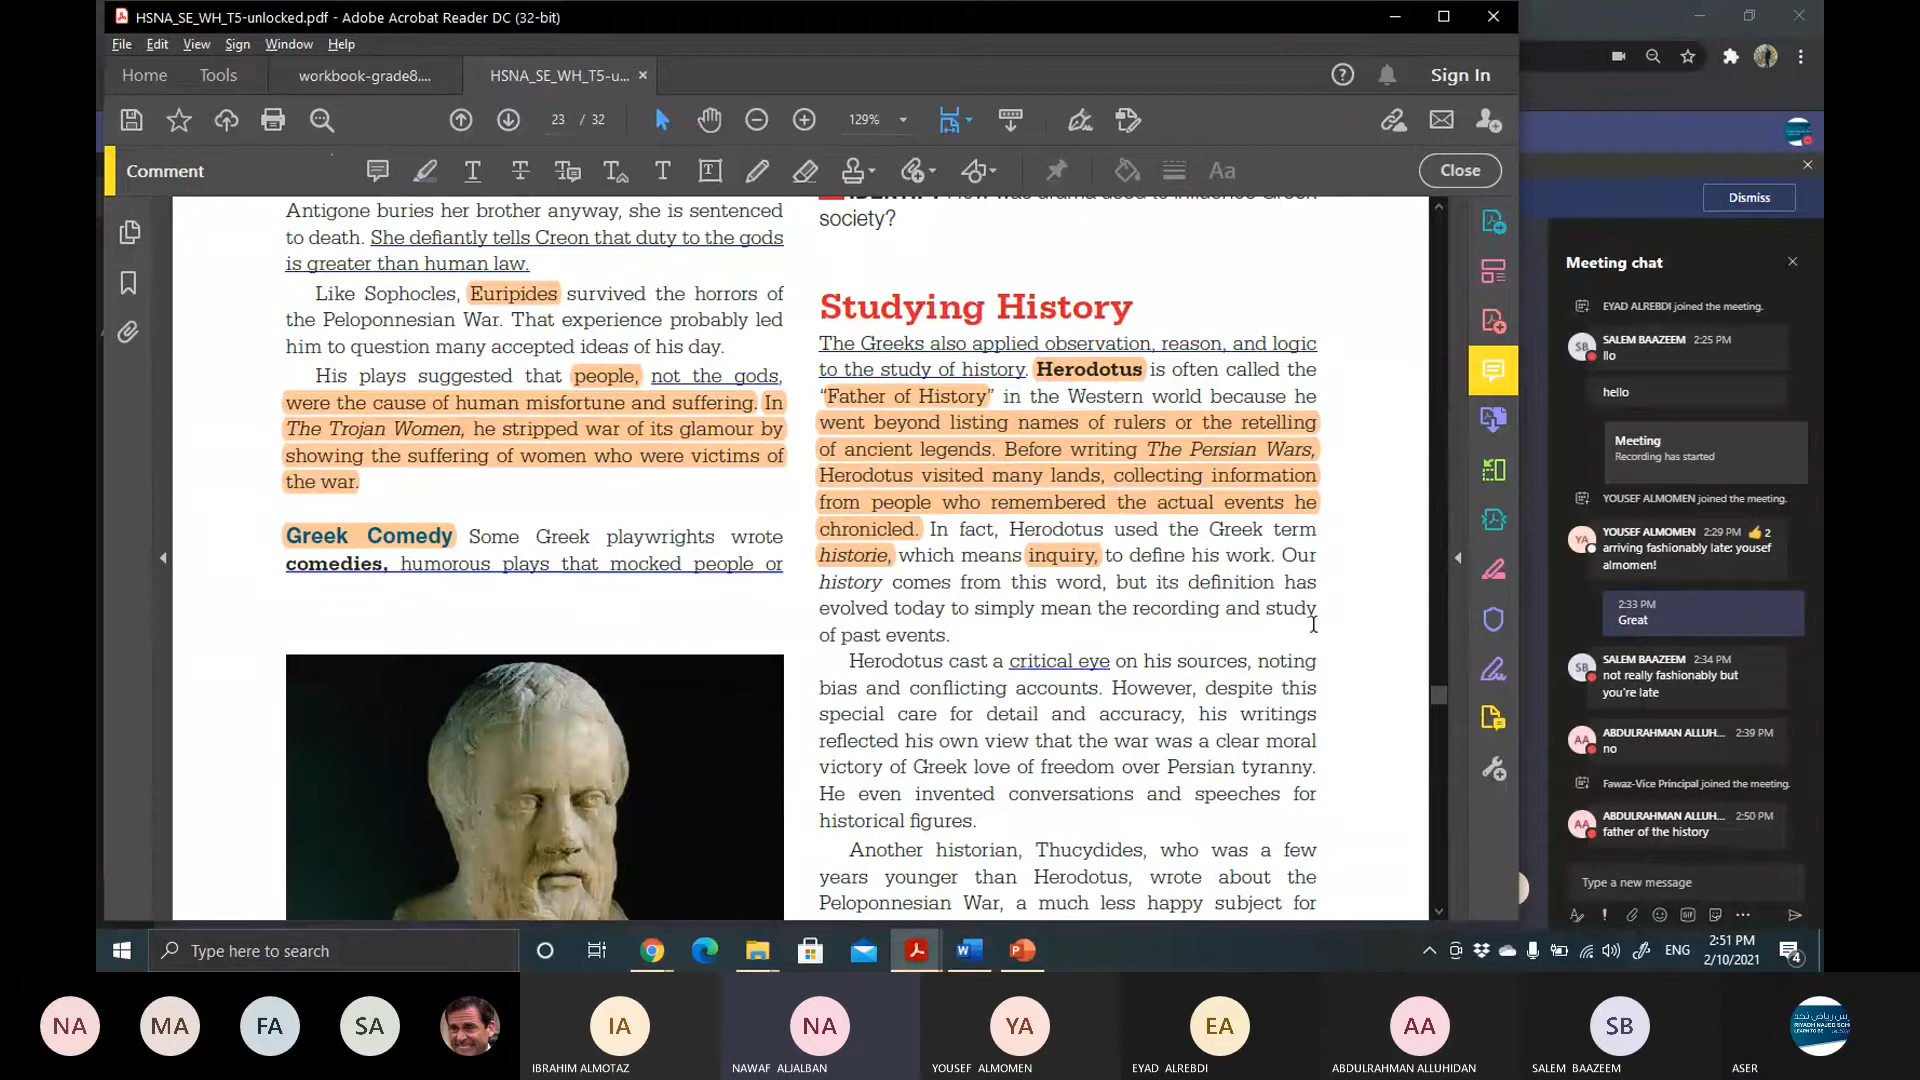 HSNA_SE_WH_T5-unlocked.pdf - Adobe Acrobat Reader DC (32-bit)
File Edit View Sign Window Help
Home Tools workbook-grade8.... HSNA_SE_WH_T5-u... Sign In
23 / 32 129%
Comment Close
Antigone buries her brother anyway, she is sentenced
to death. She defiantly tells Creon that duty to the gods
is greater than human law.
Like Sophocles, Euripides survived the horrors of
the Peloponnesian War. That experience probably led
him to question many accepted ideas of his day.
His plays suggested that people, not the gods,
were the cause of human misfortune and suffering. In
The Trojan Women, he stripped war of its glamour by
showing the suffering of women who were victims of
the war.
Greek Comedy Some Greek playwrights wrote
comedies, humorous plays that mocked people or
society?
Studying History
The Greeks also applied observation, reason, and logic
to the study of history. Herodotus is often called the
“Father of History” in the Western world because he
went beyond listing names of rulers or the retelling
of ancient legends. Before writing The Persian Wars,
Herodotus visited many lands, collecting information
from people who remembered the actual events he
chronicled. In fact, Herodotus used the Greek term
historie, which means inquiry, to define his work. Our
history comes from this word, but its definition has
evolved today to simply mean the recording and study
of past events.
Herodotus cast a critical eye on his sources, noting
bias and conflicting accounts. However, despite this
special care for detail and accuracy, his writings
reflected his own view that the war was a clear moral
victory of Greek love of freedom over Persian tyranny.
He even invented conversations and speeches for
historical figures.
Another historian, Thucydides, who was a few
years younger than Herodotus, wrote about the
Peloponnesian War, a much less happy subject for
Dismiss
Meeting chat
EYAD ALREBDI joined the meeting.
SB SALEM BAAZEEM 2:25 PM
llo
hello
Meeting
Recording has started
YOUSEF ALMOMEN joined the meeting.
YA YOUSEF ALMOMEN 2:29 PM 👍 2
arriving fashionably late: yousef
almomen!
2:33 PM
Great
SB SALEM BAAZEEM 2:34 PM
not really fashionably but
you're late
AA ABDULRAHMAN ALLUH... 2:39 PM
no
Fawaz-Vice Principal joined the meeting.
AA ABDULRAHMAN ALLUH... 2:50 PM
father of the history
Type a new message
Type here to search
ENG 2:51 PM
2/10/2021 4
NA MA FA SA IA NA YA EA AA SB
IBRAHIM ALMOTAZ NAWAF ALJALBAN YOUSEF ALMOMEN EYAD ALREBDI ABDULRAHMAN ALLUHIDAN SALEM BAAZEEM ASER